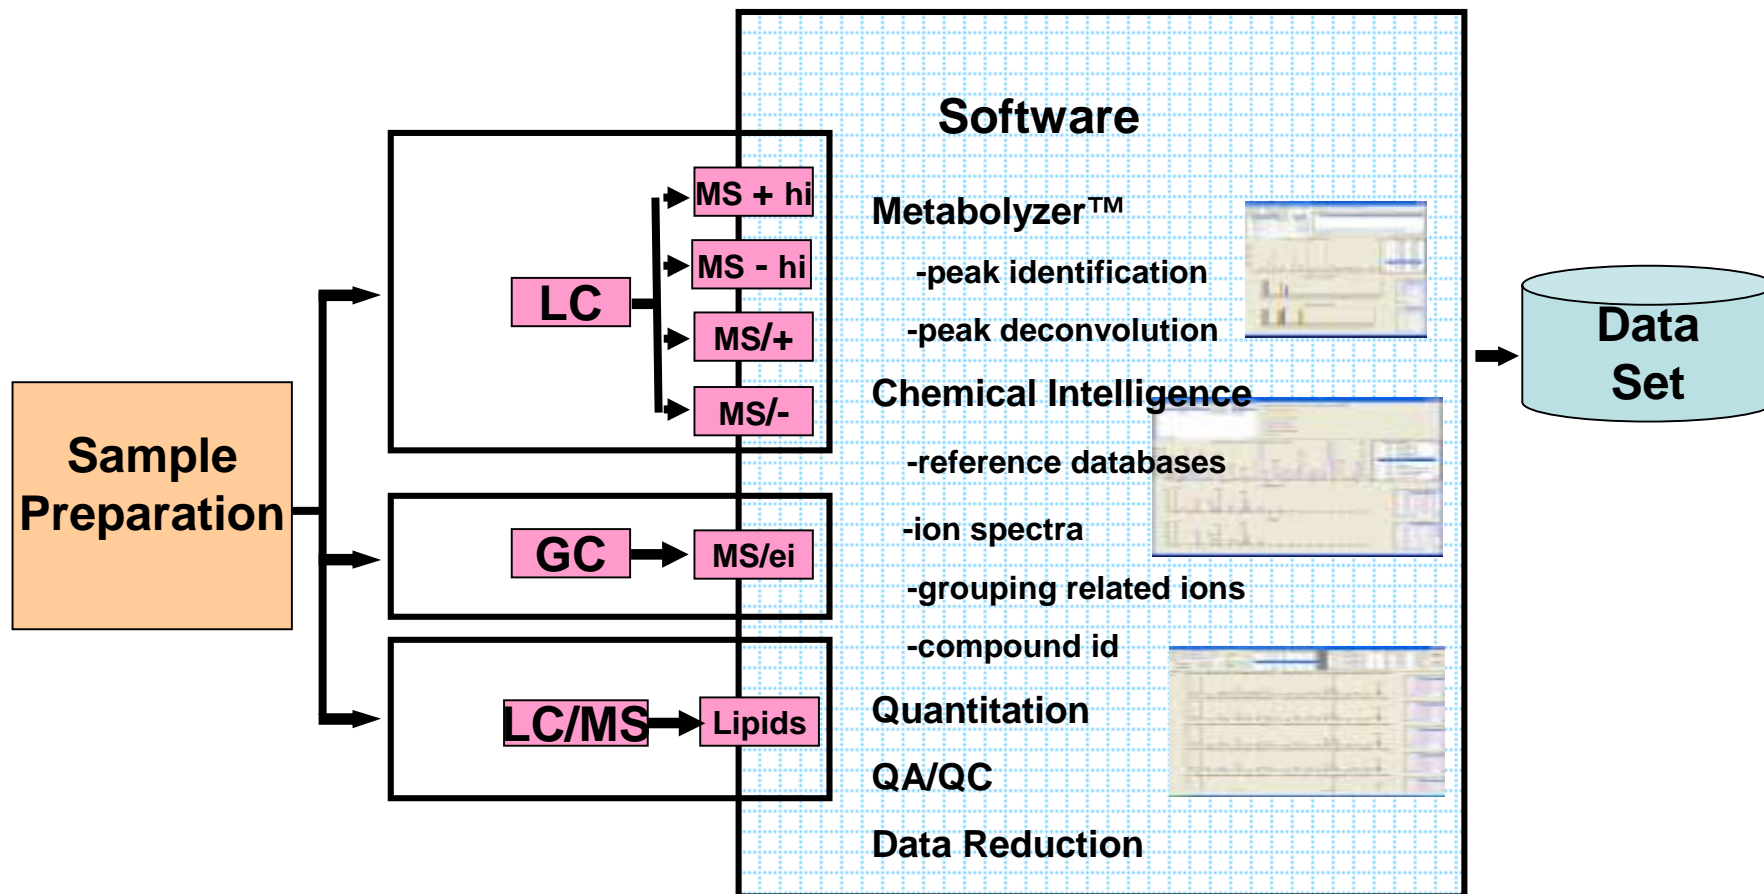 Sample
Preparation
LC
MS + hi
MS - hi
MS/+
MS/-
GC
MS/ei
LC/MS
Lipids
Software
Metabolyzer™
-peak identification
-peak deconvolution
Chemical Intelligence
-reference databases
-ion spectra
-grouping related ions
-compound id
Quantitation
QA/QC
Data Reduction
Data
Set